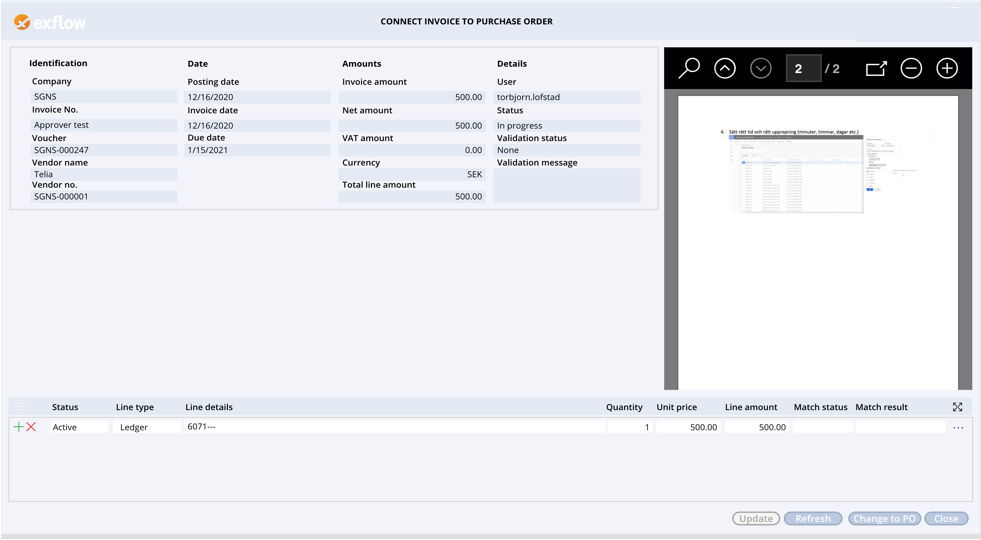 exflow
CONNECT INVOICE TO PURCHASE ORDER
Identification
Company
SGNS
Invoice No.
Approver test
Voucher
SGNS-000247
Vendor name
Telia
Vendor no.
SGNS-000001
Date
Posting date
12/16/2020
Invoice date
12/16/2020
Due date
1/15/2021
Amounts
Invoice amount
500.00
Net amount
500.00
VAT amount
0.00
Currency
SEK
Total line amount
500.00
Details
User
torbjorn.lofstad
Status
In progress
Validation status
None
Validation message
2 / 2
4. Sätt rätt tid och rätt upprepning (minuter, timmar, dagar etc.)
Status Line type Line details Quantity Unit price Line amount Match status Match result
Active Ledger 6071--- 1 500.00 500.00 ...
Update Refresh Change to PO Close